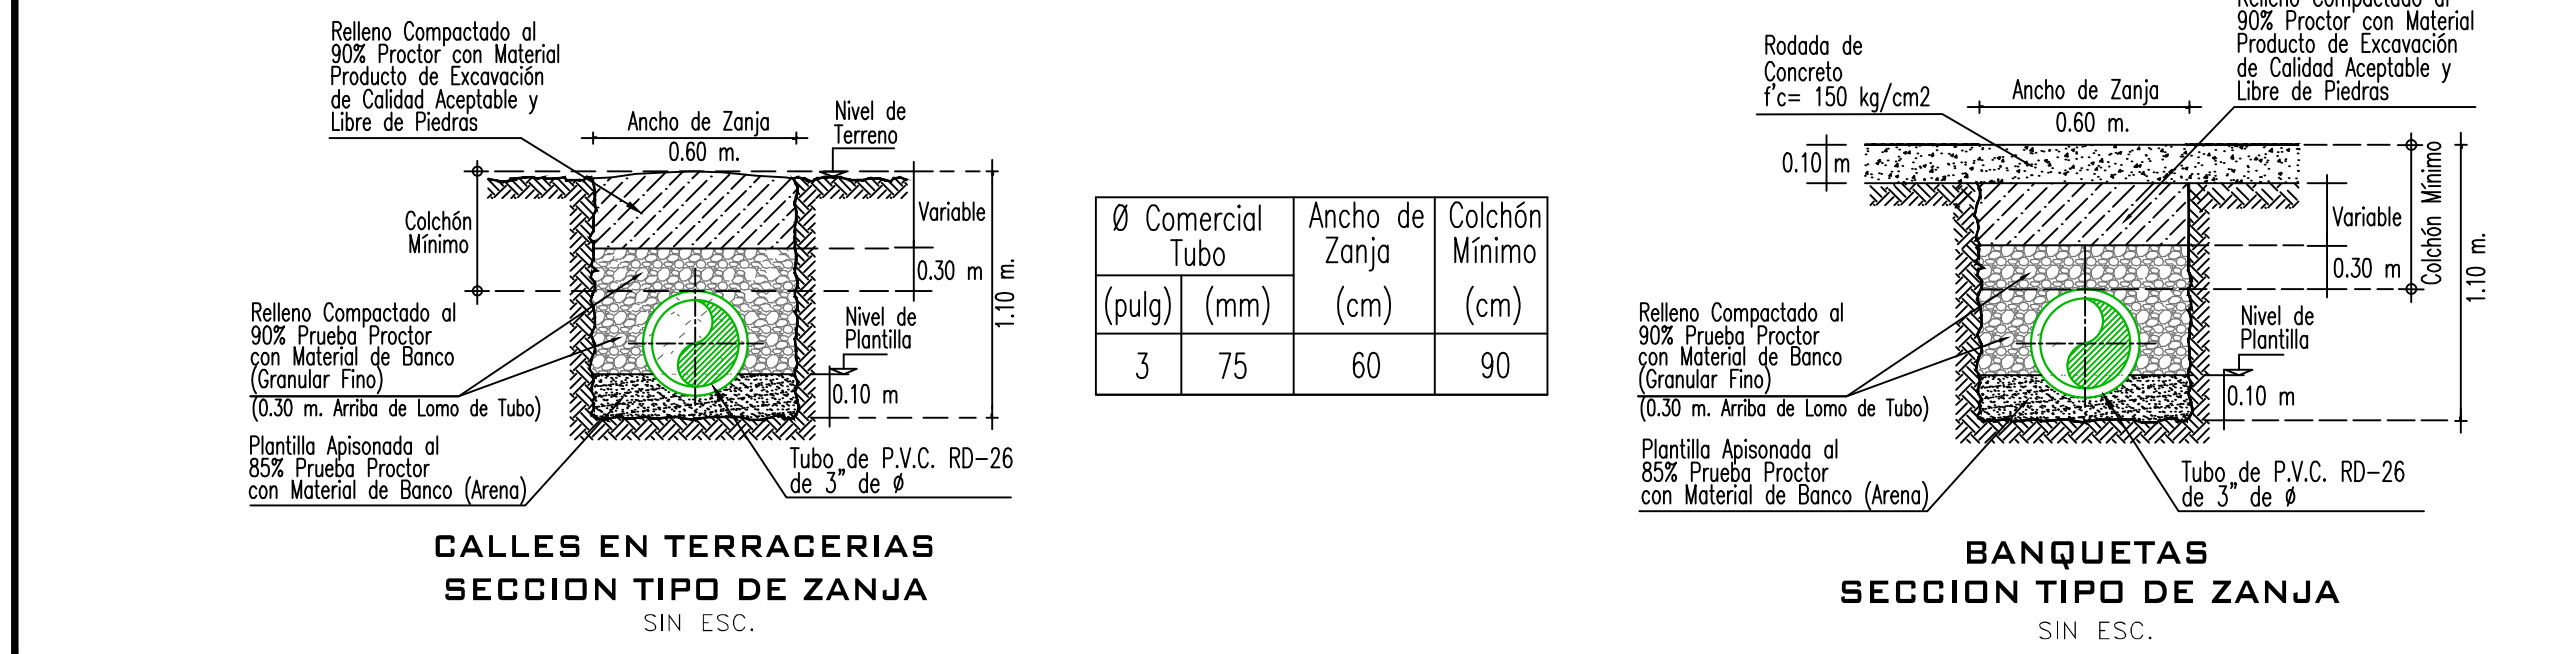 Relleno Compactado al
90% Proctor con Material
Producto de Excavación
de Calidad Aceptable y
Libre de Piedras
Ancho de Zanja
0.60 m.
Nivel de
Terreno
Colchón
Mínimo
Variable
0.30 m
1.10 m.
Relleno Compactado al
90% Prueba Proctor
con Material de Banco
(Granular Fino)
(0.30 m. Arriba de Lomo de Tubo)
Nivel de
Plantilla
0.10 m
Plantilla Apisonada al
85% Prueba Proctor
con Material de Banco (Arena)
Tubo de P.V.C. RD-26
de 3" de ø
CALLES EN TERRACERIAS
SECCION TIPO DE ZANJA
SIN ESC.
Ø Comercial Tubo
Ancho de Zanja
Colchón Mínimo
(pulg) (mm) (cm) (cm)
3 75 60 90
Relleno Compactado al
90% Proctor con Material
Producto de Excavación
de Calidad Aceptable y
Libre de Piedras
Rodada de
Concreto
f'c= 150 kg/cm2
Ancho de Zanja
0.60 m.
0.10 m
Variable
0.30 m
Colchón Mínimo
1.10 m.
Relleno Compactado al
90% Prueba Proctor
con Material de Banco
(Granular Fino)
(0.30 m. Arriba de Lomo de Tubo)
Nivel de
Plantilla
0.10 m
Plantilla Apisonada al
85% Prueba Proctor
con Material de Banco (Arena)
Tubo de P.V.C. RD-26
de 3" de ø
BANQUETAS
SECCION TIPO DE ZANJA
SIN ESC.